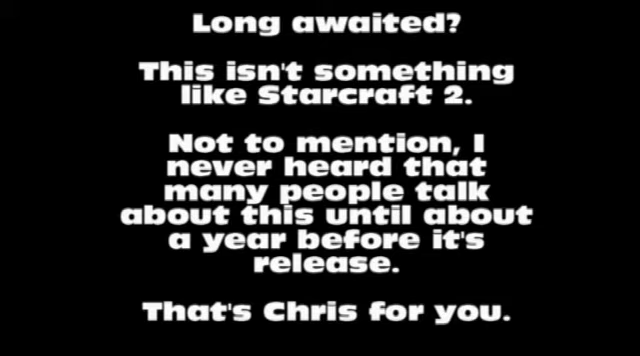 Long awaited?
This isn't something
like Starcraft 2.
Not to mention, I
never heard that
many people talk
about this until about
a year before it's
release.
That's Chris for you.